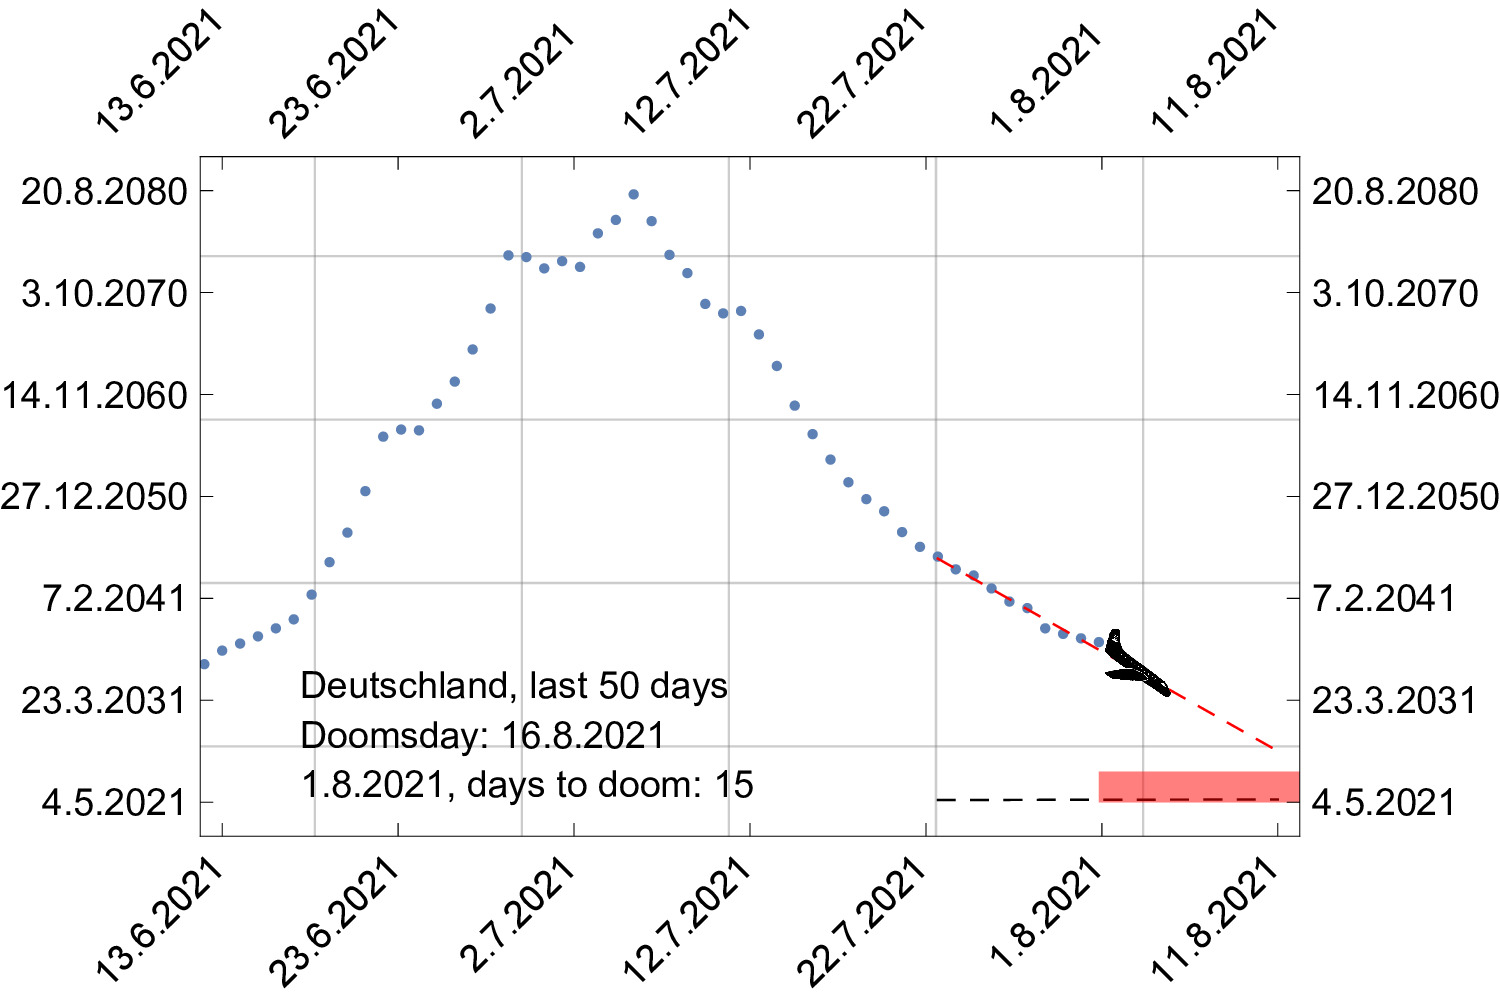 13.6.2021 23.6.2021 2.7.2021 12.7.2021 22.7.2021 1.8.2021 11.8.2021
20.8.2080 20.8.2080
3.10.2070 3.10.2070
14.11.2060 14.11.2060
27.12.2050 27.12.2050
7.2.2041 7.2.2041
23.3.2031 23.3.2031
Deutschland, last 50 days
Doomsday: 16.8.2021
1.8.2021, days to doom: 15
4.5.2021 4.5.2021
13.6.2021 23.6.2021 2.7.2021 12.7.2021 22.7.2021 1.8.2021 11.8.2021